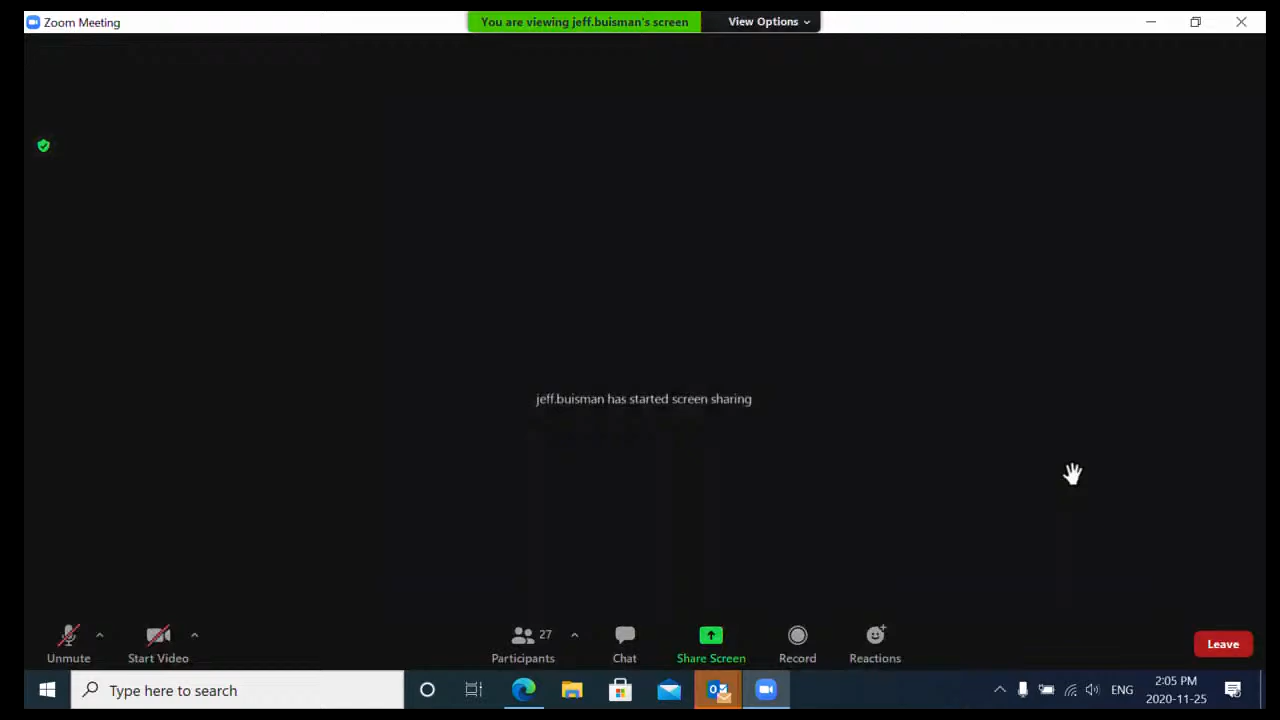 Zoom Meeting
You are viewing jeff.buisman's screen
View Options
jeff.buisman has started screen sharing
Unmute
Start Video
27
Participants
Chat
Share Screen
Record
Reactions
Leave
Type here to search
ENG
2:05 PM
2020-11-25